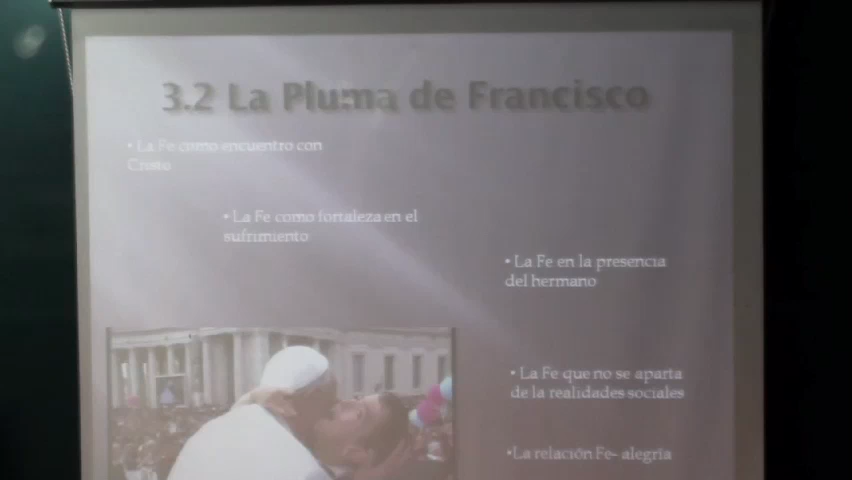 3.2 La Pluma de Francisco
• La Fe como encuentro con
Cristo
• La Fe como fortaleza en el
sufrimiento
• La Fe en la presencia
del hermano
• La Fe que no se aparta
de la realidades sociales
•La relación Fe- alegría